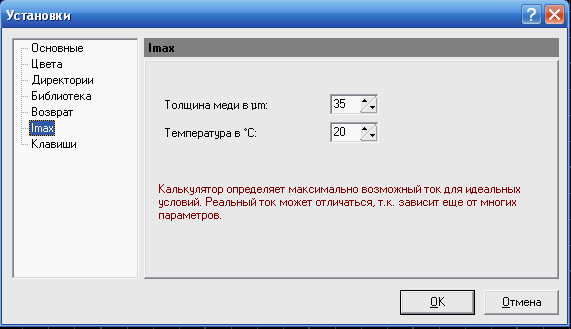 Установки
Основные
Цвета
Директории
Библиотека
Возврат
Imax
Клавиши
Imax
Толщина меди в µm: 35
Температура в °C: 20
Калькулятор определяет максимально возможный ток для идеальных
условий. Реальный ток может отличаться, т.к. зависит еще от многих
параметров.
OK Отмена